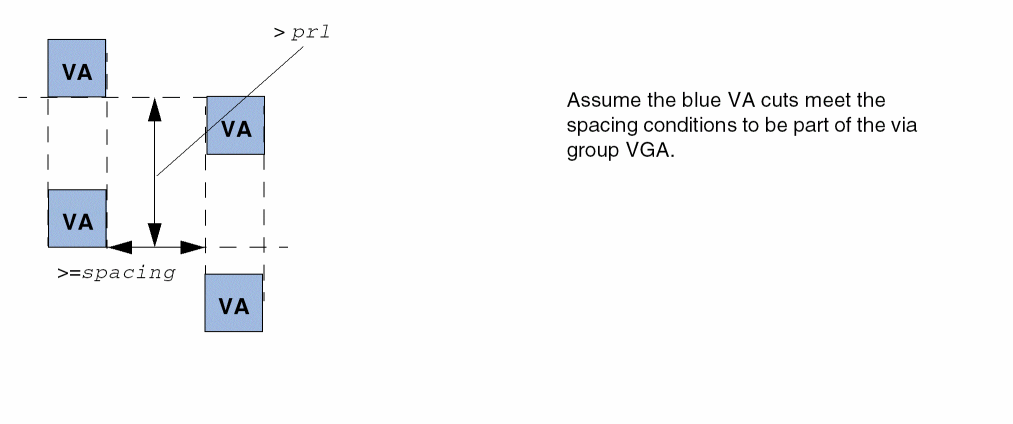 > prl
VA
VA
VA
>=spacing
VA
Assume the blue VA cuts meet the
spacing conditions to be part of the via
group VGA.